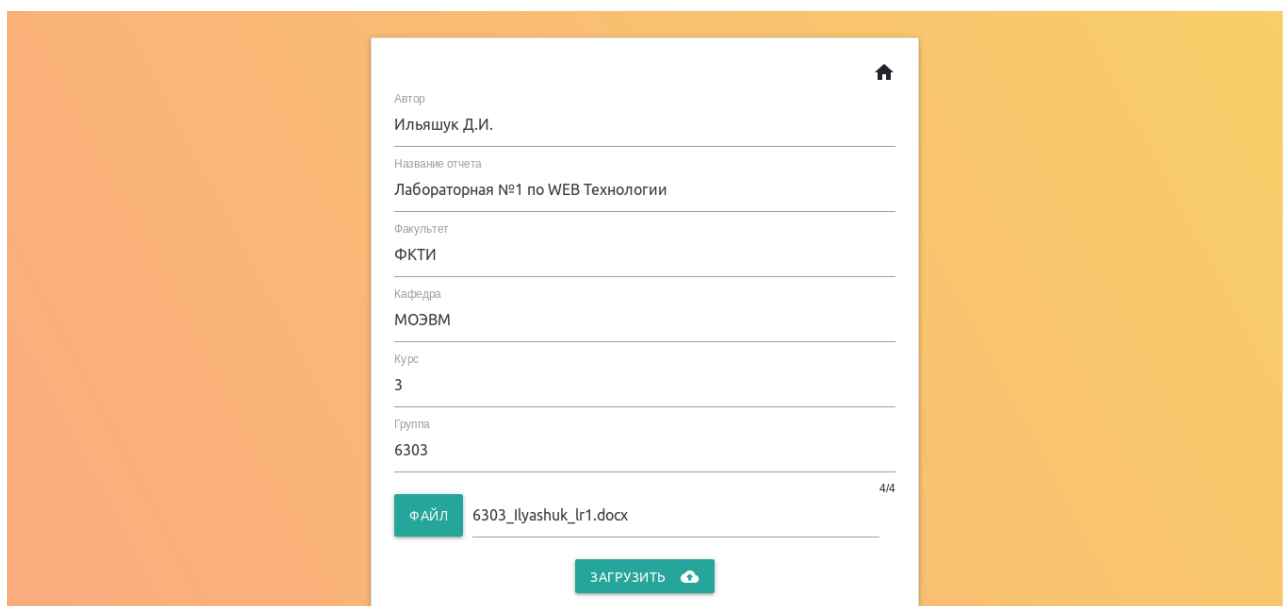 Автор
Ильяшук Д.И.
Название отчета
Лабораторная №1 по WEB Технологии
Факультет
ФКТИ
Кафедра
МОЭВМ
Курс
3
Группа
6303
4/4
ФАЙЛ 6303_Ilyashuk_lr1.docx
ЗАГРУЗИТЬ